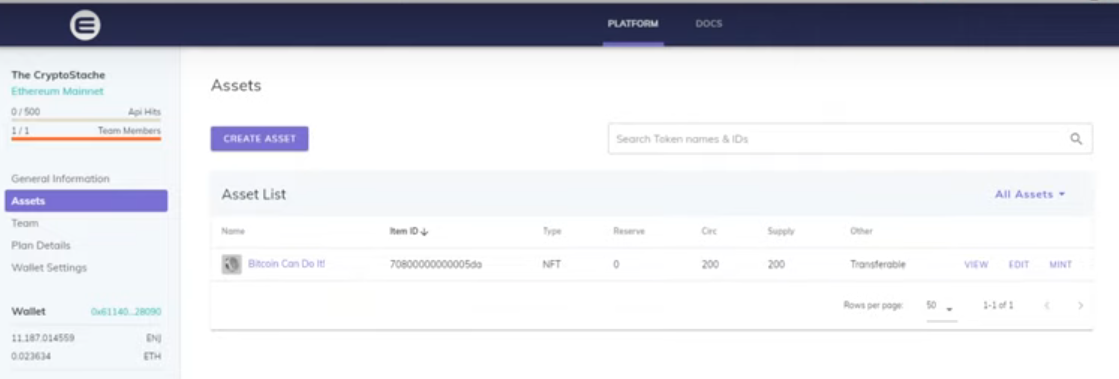 PLATFORM DOCS
The CryptoStache
Ethereum Mainnet
0 / 500 Api Hits
1 / 1 Team Members
General Information
Assets
Team
Plan Details
Wallet Settings
Wallet 0x61140...28090
11,187.014559 ENJ
0.023634 ETH
Assets
CREATE ASSET Search Token names & IDs
Asset List All Assets
Name Item ID ↓ Type Reserve Circ Supply Other
Bitcoin Can Do It! 70800000000005da NFT 0 200 200 Transferable VIEW EDIT MINT
Rows per page: 50 1-1 of 1 < >